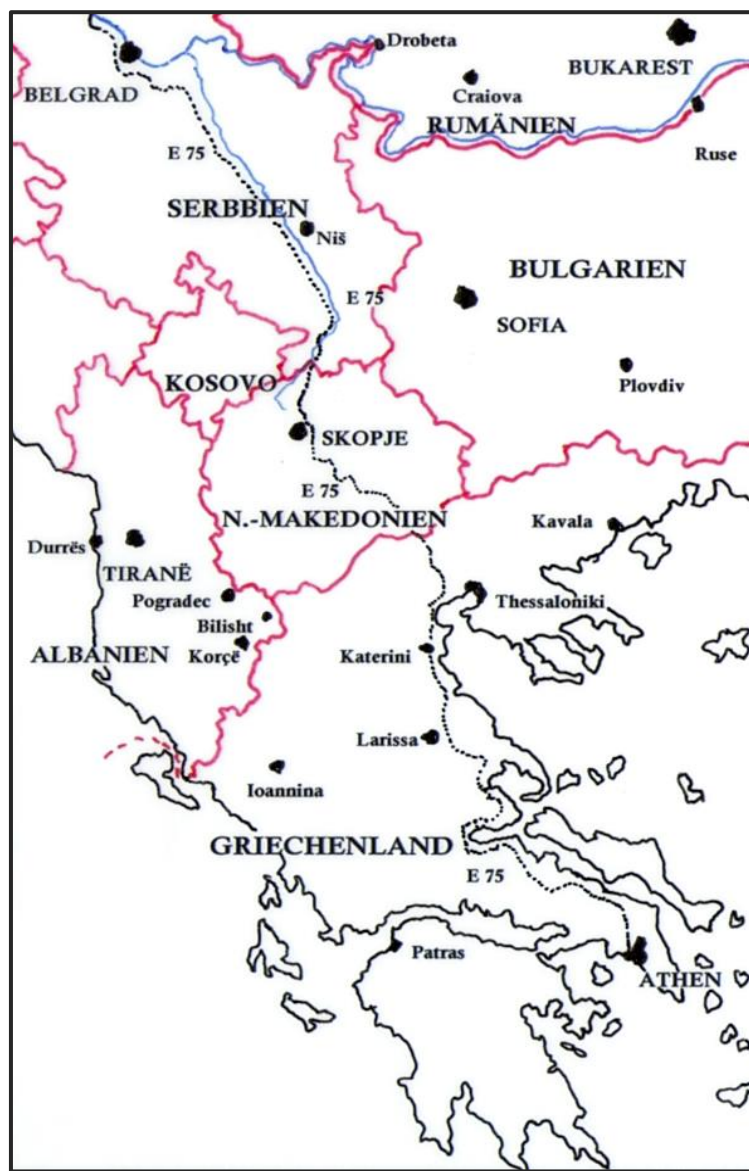 Drobeta
BUKAREST
BELGRAD
Craiova
RUMÄNIEN
E 75
Ruse
SERBBIEN
Niš
BULGARIEN
E 75
SOFIA
KOSOVO
Plovdiv
SKOPJE
E 75
N.-MAKEDONIEN
Kavala
Durrës
TIRANË
Pogradec
Thessaloniki
Bilisht
ALBANIEN
Korçë
Katerini
Larissa
Ioannina
GRIECHENLAND
E 75
Patras
ATHEN